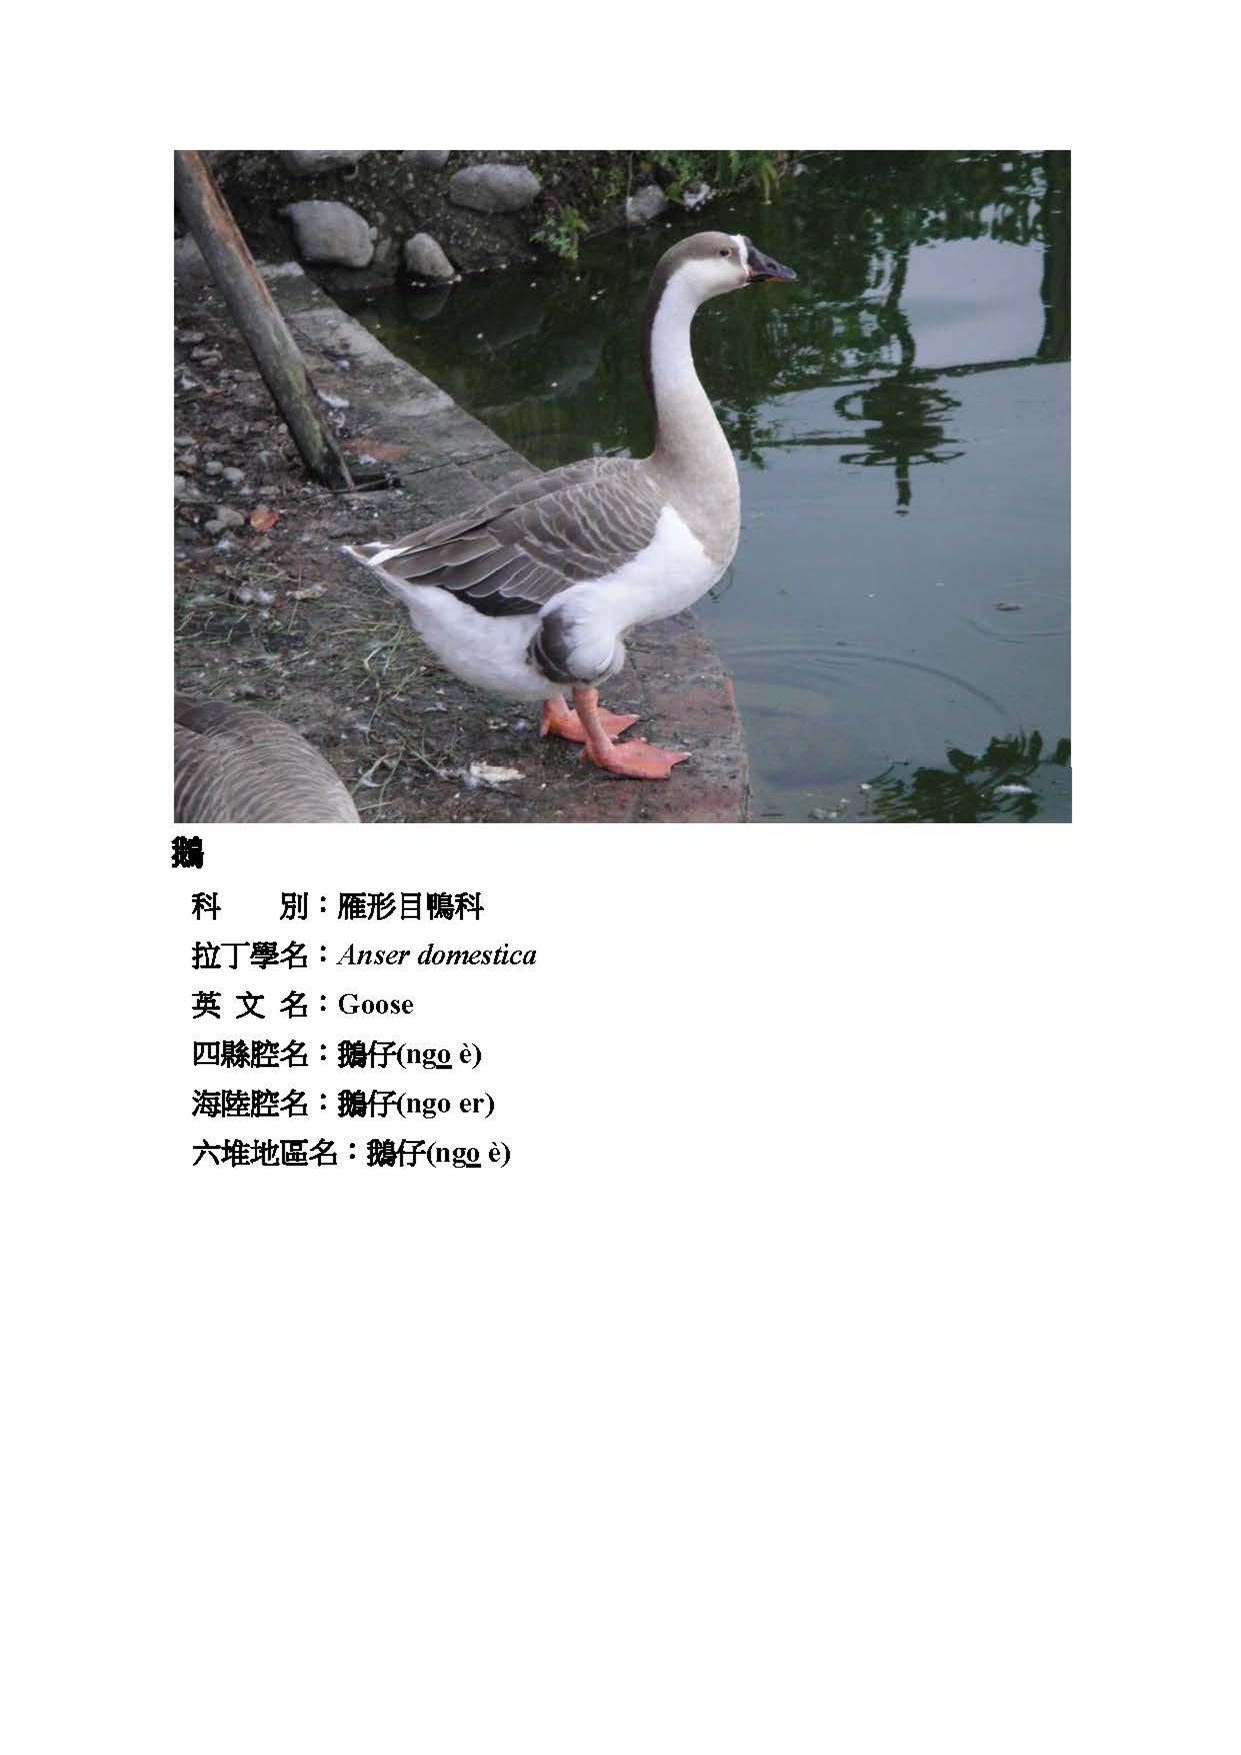 鵝
科　　別：雁形目鴨科
拉丁學名：Anser domestica
英 文 名：Goose
四縣腔名：鵝仔(ngo è)
海陸腔名：鵝仔(ngo er)
六堆地區名：鵝仔(ngo è)